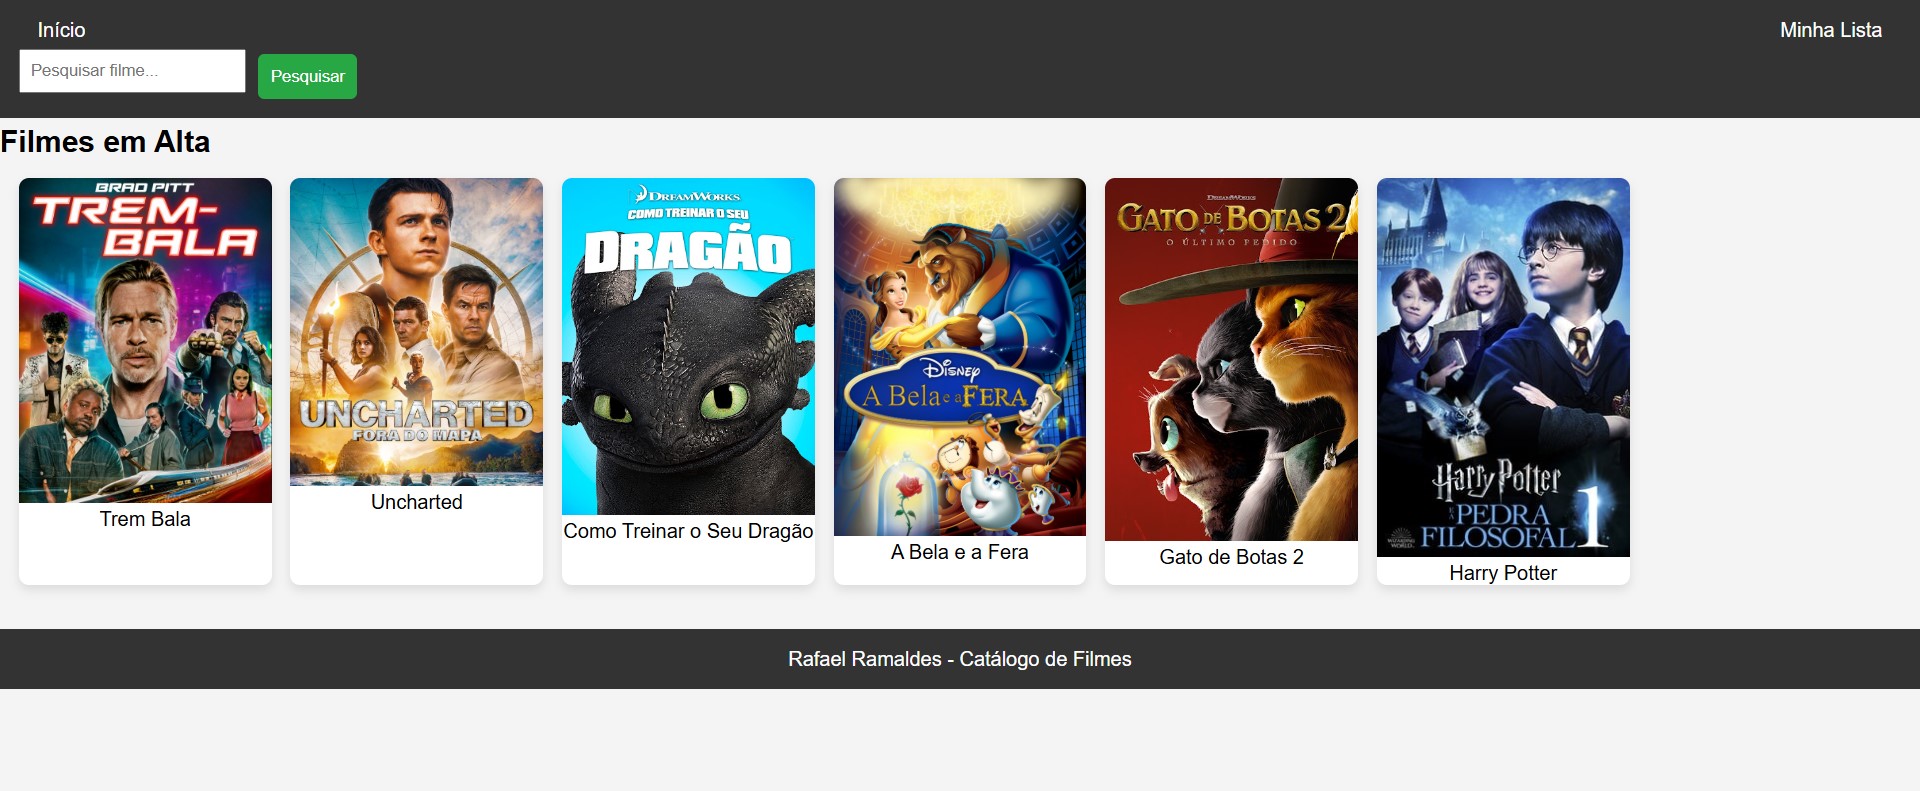 Início
Minha Lista
Pesquisar filme...
Pesquisar
Filmes em Alta
BRAD PITT
TREM-
BALA
Trem Bala
UNCHARTED
FORA DO MAPA
Uncharted
DREAMWORKS
COMO TREINAR O SEU
DRAGÃO
Como Treinar o Seu Dragão
Disney
A Bela e a FERA
A Bela e a Fera
DREAMWORKS
GATO DE BOTAS 2
O ÚLTIMO PEDIDO
Gato de Botas 2
Harry Potter
E A PEDRA
FILOSOFAL 1
WIZARDING
WORLD
Harry Potter
Rafael Ramaldes - Catálogo de Filmes